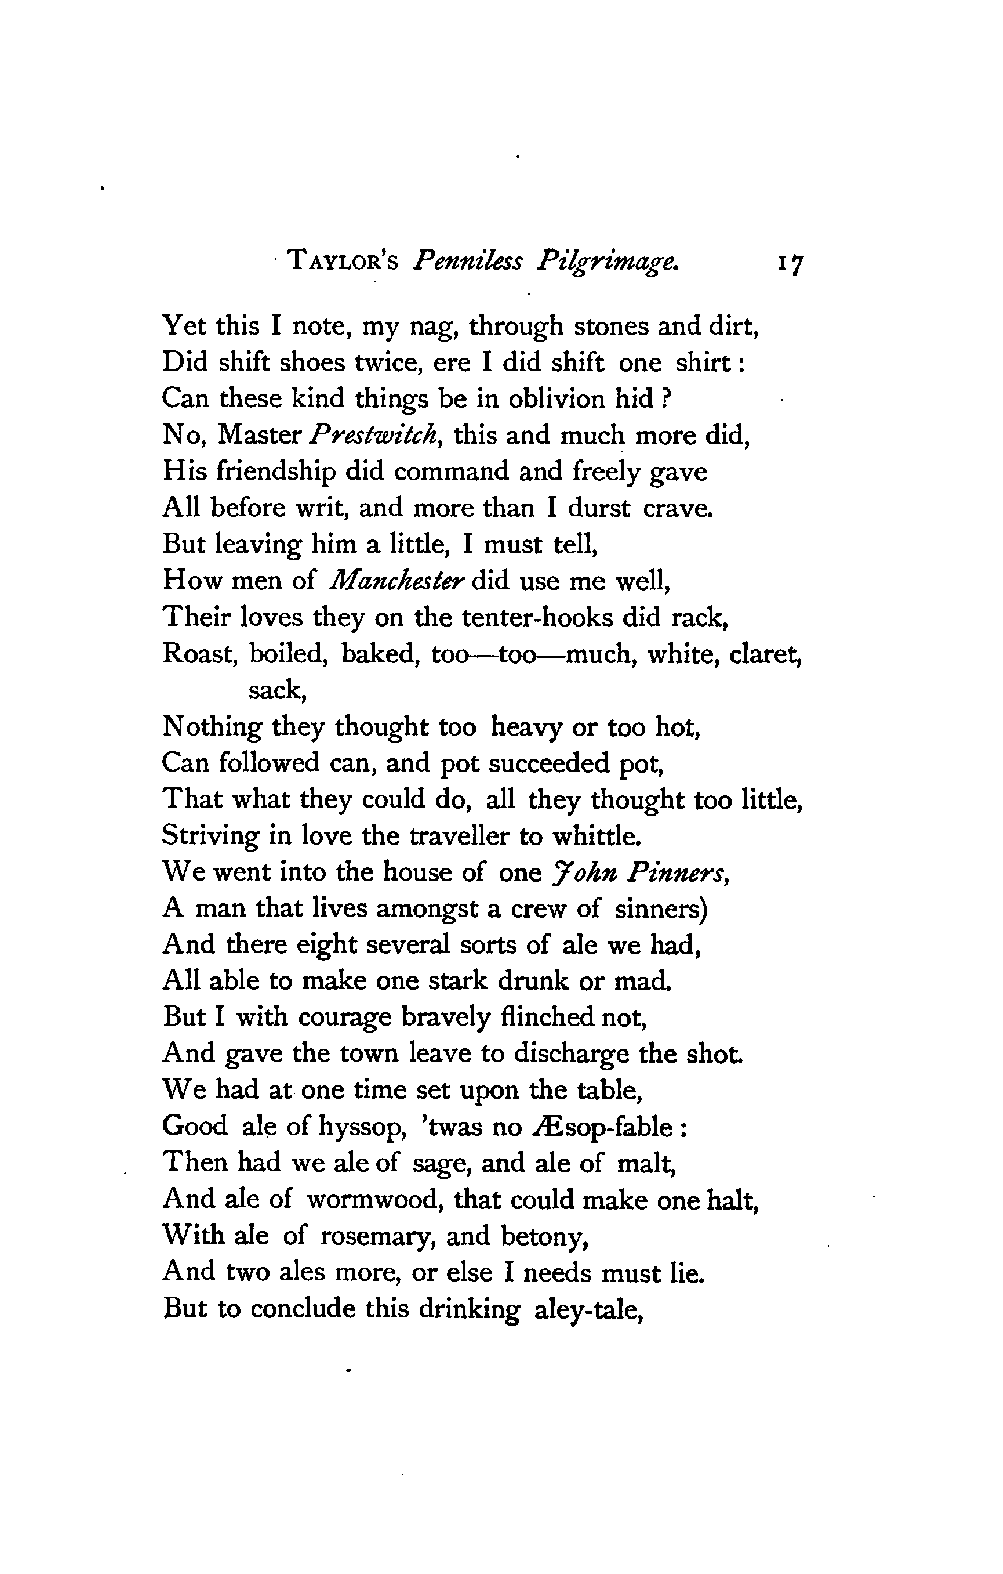 TAYLOR'S Penniless Pilgrimage. 17
Yet this I note, my nag, through stones and dirt,
Did shift shoes twice, ere I did shift one shirt :
Can these kind things be in oblivion hid ?
No, Master Prestwitch, this and much more did,
His friendship did command and freely gave
All before writ, and more than I durst crave.
But leaving him a little, I must tell,
How men of Manchester did use me well,
Their loves they on the tenter-hooks did rack,
Roast, boiled, baked, too—too—much, white, claret,
sack,
Nothing they thought too heavy or too hot,
Can followed can, and pot succeeded pot,
That what they could do, all they thought too little,
Striving in love the traveller to whittle.
We went into the house of one John Pinners,
A man that lives amongst a crew of sinners)
And there eight several sorts of ale we had,
All able to make one stark drunk or mad.
But I with courage bravely flinched not,
And gave the town leave to discharge the shot.
We had at one time set upon the table,
Good ale of hyssop, 'twas no Æsop-fable :
Then had we ale of sage, and ale of malt,
And ale of wormwood, that could make one halt,
With ale of rosemary, and betony,
And two ales more, or else I needs must lie.
But to conclude this drinking aley-tale,